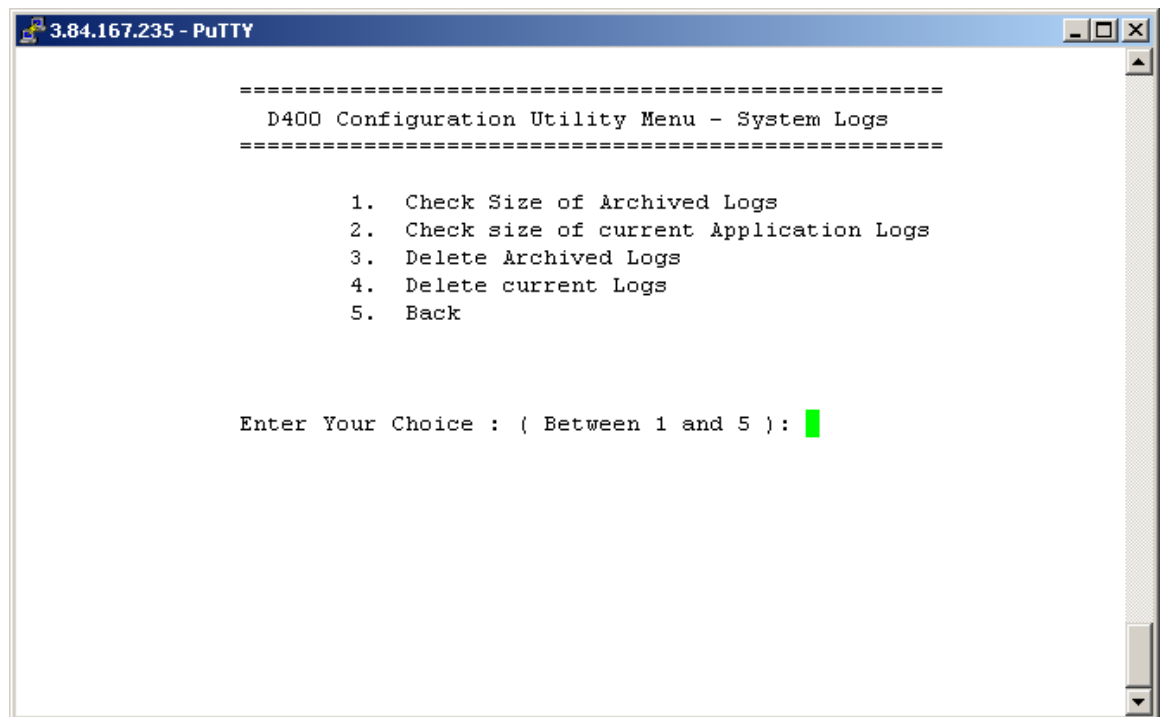 3.84.167.235 - PuTTY
===================================================
D400 Configuration Utility Menu - System Logs
===================================================
1. Check Size of Archived Logs
2. Check size of current Application Logs
3. Delete Archived Logs
4. Delete current Logs
5. Back
Enter Your Choice : ( Between 1 and 5 ):